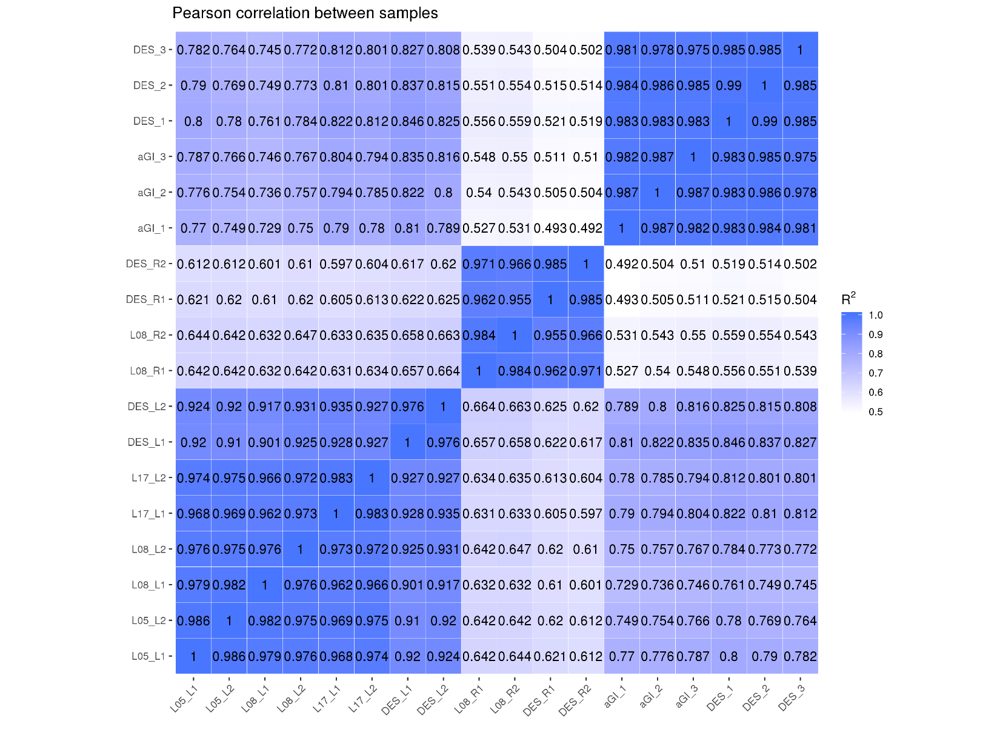 Pearson correlation between samples
DES_3 0.782 0.764 0.745 0.772 0.812 0.801 0.827 0.808 0.539 0.543 0.504 0.502 0.981 0.978 0.975 0.985 0.985 1
DES_2 0.79 0.769 0.749 0.773 0.81 0.801 0.837 0.815 0.551 0.554 0.515 0.514 0.984 0.986 0.985 0.99 1 0.985
DES_1 0.8 0.78 0.761 0.784 0.822 0.812 0.846 0.825 0.556 0.559 0.521 0.519 0.983 0.983 0.983 1 0.99 0.985
aGI_3 0.787 0.766 0.746 0.767 0.804 0.794 0.835 0.816 0.548 0.55 0.511 0.51 0.982 0.987 1 0.983 0.985 0.975
aGI_2 0.776 0.754 0.736 0.757 0.794 0.785 0.822 0.8 0.54 0.543 0.505 0.504 0.987 1 0.987 0.983 0.986 0.978
aGI_1 0.77 0.749 0.729 0.75 0.79 0.78 0.81 0.789 0.527 0.531 0.493 0.492 1 0.987 0.982 0.983 0.984 0.981
DES_R2 0.612 0.612 0.601 0.61 0.597 0.604 0.617 0.62 0.971 0.966 0.985 1 0.492 0.504 0.51 0.519 0.514 0.502
DES_R1 0.621 0.62 0.61 0.62 0.605 0.613 0.622 0.625 0.962 0.955 1 0.985 0.493 0.505 0.511 0.521 0.515 0.504
L08_R2 0.644 0.642 0.632 0.647 0.633 0.635 0.658 0.663 0.984 1 0.955 0.966 0.531 0.543 0.55 0.559 0.554 0.543
L08_R1 0.642 0.642 0.632 0.642 0.631 0.634 0.657 0.664 1 0.984 0.962 0.971 0.527 0.54 0.548 0.556 0.551 0.539
DES_L2 0.924 0.92 0.917 0.931 0.935 0.927 0.976 1 0.664 0.663 0.625 0.62 0.789 0.8 0.816 0.825 0.815 0.808
DES_L1 0.92 0.91 0.901 0.925 0.928 0.927 1 0.976 0.657 0.658 0.622 0.617 0.81 0.822 0.835 0.846 0.837 0.827
L17_L2 0.974 0.975 0.966 0.972 0.983 1 0.927 0.927 0.634 0.635 0.613 0.604 0.78 0.785 0.794 0.812 0.801 0.801
L17_L1 0.968 0.969 0.962 0.973 1 0.983 0.928 0.935 0.631 0.633 0.605 0.597 0.79 0.794 0.804 0.822 0.81 0.812
L08_L2 0.976 0.975 0.976 1 0.973 0.972 0.925 0.931 0.642 0.647 0.62 0.61 0.75 0.757 0.767 0.784 0.773 0.772
L08_L1 0.979 0.982 1 0.976 0.962 0.966 0.901 0.917 0.632 0.632 0.61 0.601 0.729 0.736 0.746 0.761 0.749 0.745
L05_L2 0.986 1 0.982 0.975 0.969 0.975 0.91 0.92 0.642 0.642 0.62 0.612 0.749 0.754 0.766 0.78 0.769 0.764
L05_L1 1 0.986 0.979 0.976 0.968 0.974 0.92 0.924 0.642 0.644 0.621 0.612 0.77 0.776 0.787 0.8 0.79 0.782
L05_L1 L05_L2 L08_L1 L08_L2 L17_L1 L17_L2 DES_L1 DES_L2 L08_R1 L08_R2 DES_R1 DES_R2 aGI_1 aGI_2 aGI_3 DES_1 DES_2 DES_3
R²
1.0
0.9
0.8
0.7
0.6
0.5